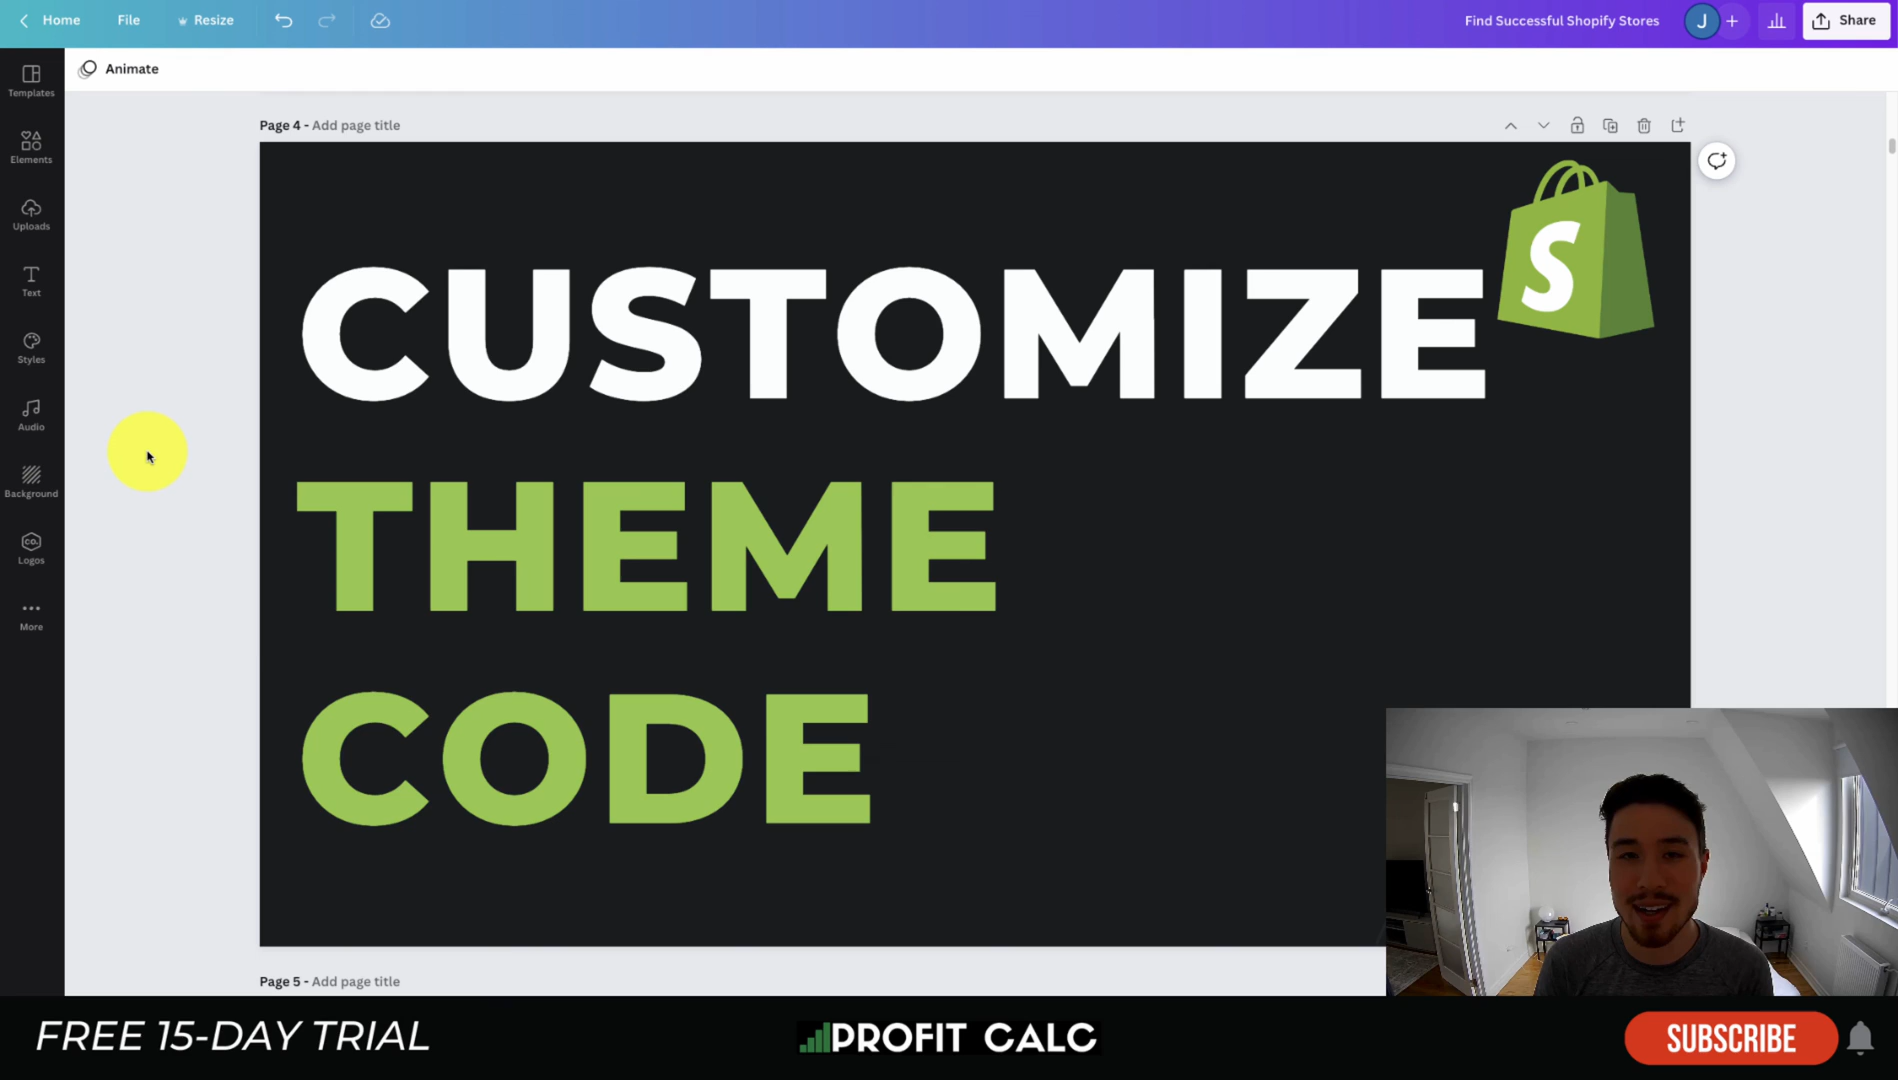 Home File Resize Find Successful Shopify Stores J + Share
Animate
Templates
Elements
Uploads
Text
Styles
Audio
Background
CO.
Logos
More
Page 4 - Add page title
S
CUSTOMIZE
THEME
CODE
Page 5 - Add page title
FREE 15-DAY TRIAL PROFIT CALC SUBSCRIBE